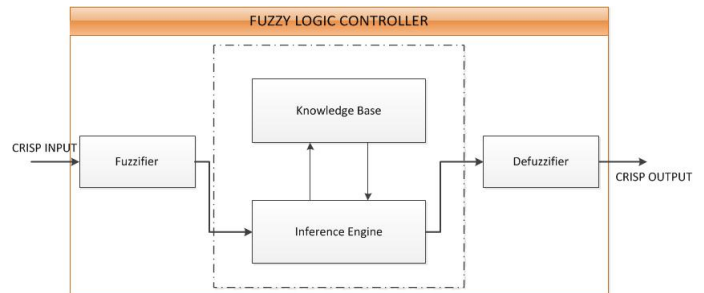 FUZZY LOGIC CONTROLLER
Knowledge Base
CRISP INPUT
Fuzzifier
Defuzzifier
CRISP OUTPUT
Inference Engine